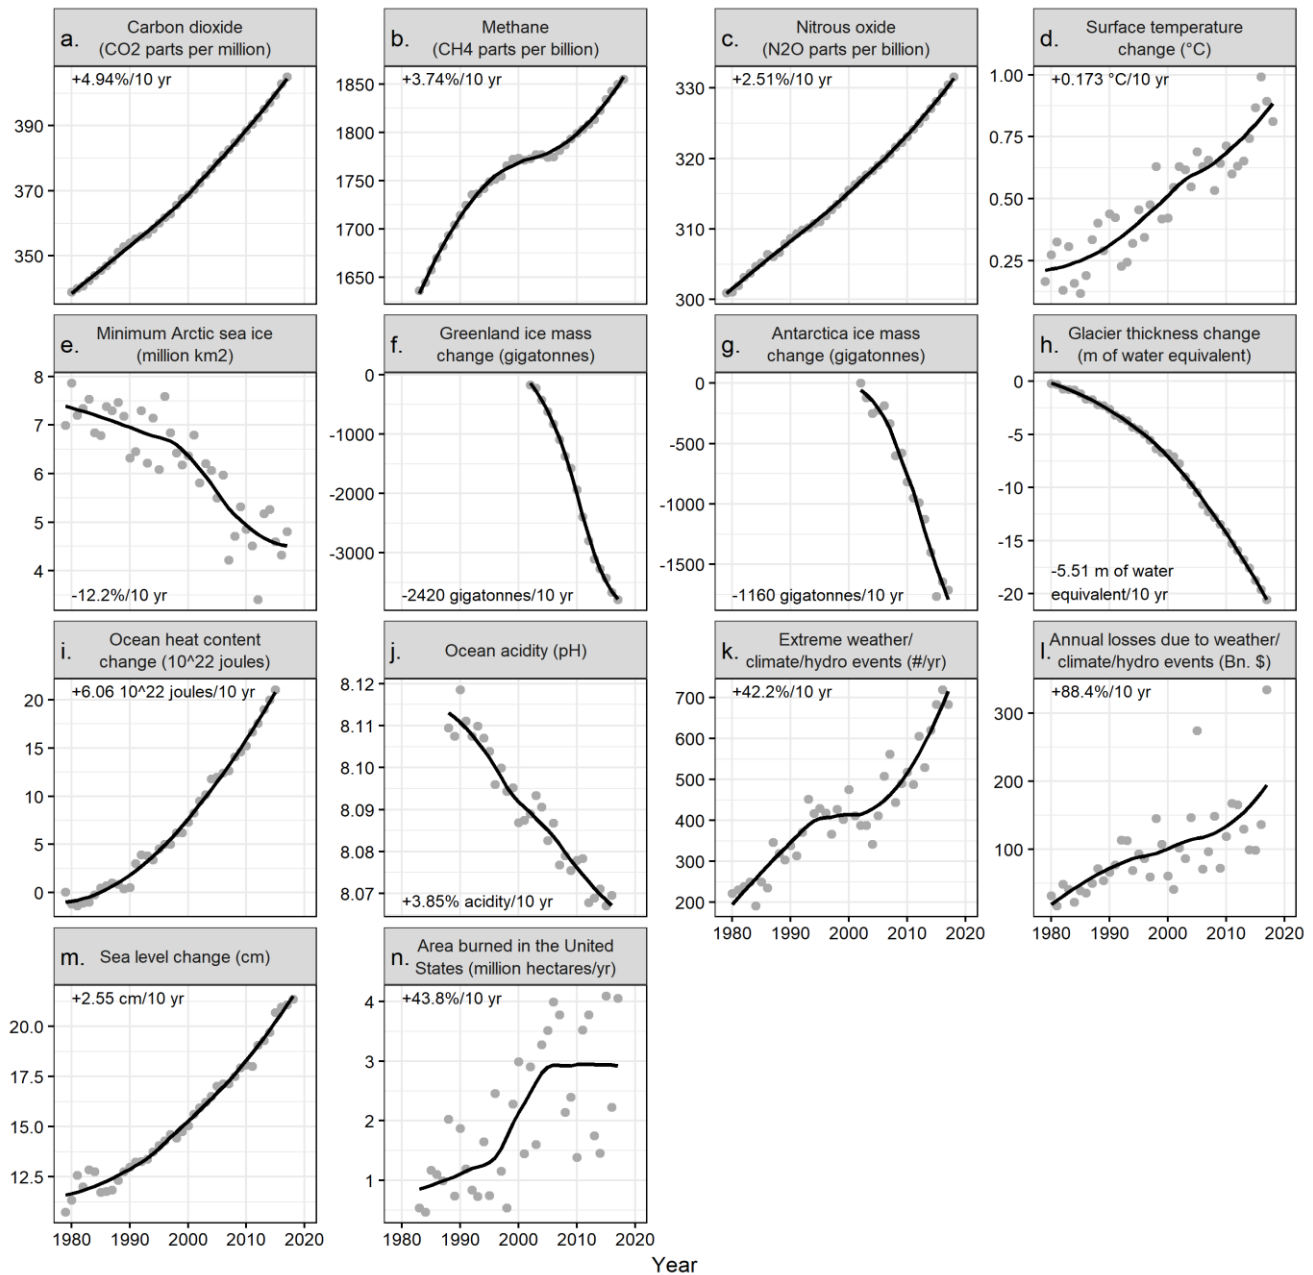 a. Carbon dioxide
(CO2 parts per million)
+4.94%/10 yr
390
370
350
b. Methane
(CH4 parts per billion)
+3.74%/10 yr
1850
1800
1750
1700
1650
c. Nitrous oxide
(N2O parts per billion)
+2.51%/10 yr
330
320
310
300
d. Surface temperature
change (°C)
+0.173 °C/10 yr
1.00
0.75
0.50
0.25
e. Minimum Arctic sea ice
(million km2)
8
7
6
5
4
-12.2%/10 yr
f. Greenland ice mass
change (gigatonnes)
0
-1000
-2000
-3000
-2420 gigatonnes/10 yr
g. Antarctica ice mass
change (gigatonnes)
0
-500
-1000
-1500
-1160 gigatonnes/10 yr
h. Glacier thickness change
(m of water equivalent)
0
-5
-10
-15
-20
-5.51 m of water
equivalent/10 yr
i. Ocean heat content
change (10^22 joules)
+6.06 10^22 joules/10 yr
20
15
10
5
0
j. Ocean acidity (pH)
8.12
8.11
8.10
8.09
8.08
8.07
+3.85% acidity/10 yr
k. Extreme weather/
climate/hydro events (#/yr)
+42.2%/10 yr
700
600
500
400
300
200
1980 1990 2000 2010 2020
l. Annual losses due to weather/
climate/hydro events (Bn. $)
+88.4%/10 yr
300
200
100
1980 1990 2000 2010 2020
m. Sea level change (cm)
+2.55 cm/10 yr
20.0
17.5
15.0
12.5
1980 1990 2000 2010 2020
n. Area burned in the United
States (million hectares/yr)
+43.8%/10 yr
4
3
2
1
1980 1990 2000 2010 2020
Year